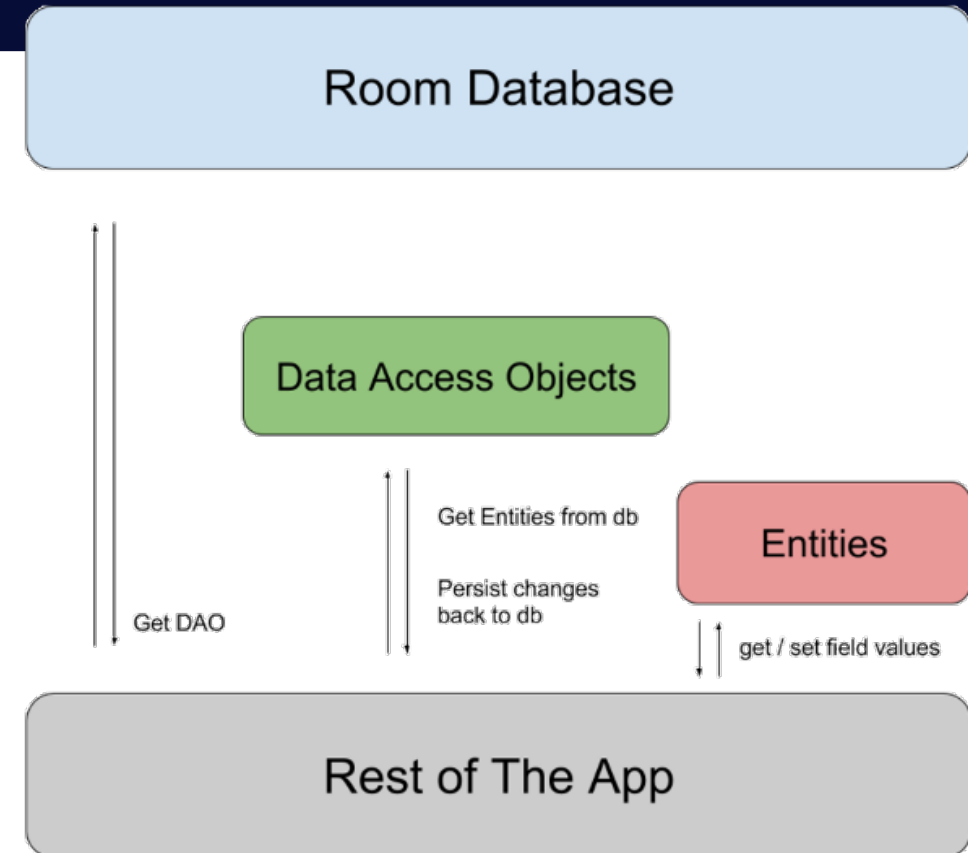 Room Database
Data Access Objects
Get Entities from db
Entities
Persist changes
back to db
Get DAO
get / set field values
Rest of The App